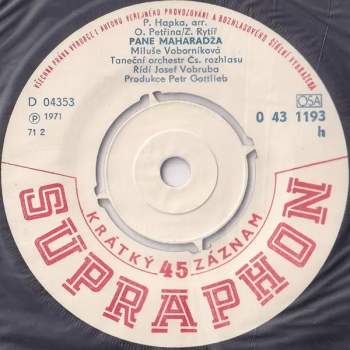 VŠECHNA PRÁVA VÝROBCE I AUTORŮ VEŘEJNÉHO PROVOZOVÁNÍ A ROZHLASOVÉHO ŠÍŘENÍ VYHRAZENA
P. Hapka, arr.
O. Petřina/Z. Rytíř
PANE MAHARADŽA
Miluše Voborníková
Taneční orchestr Čs. rozhlasu
Řídí Josef Vobruba
Produkce Petr Gottlieb
D 04353
Ⓟ 1971
71 2
OSA
0 43 1193
h
KRÁTKÝ 45 ZÁZNAM
SUPRAPHON